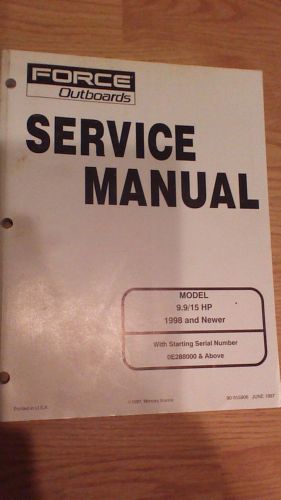 FORCE
Outboards
SERVICE
MANUAL
MODEL
9.9/15 HP
1998 and Newer
With Starting Serial Number
0E288000 & Above
Printed in U.S.A.
©1997, Mercury Marine
JUNE 1997